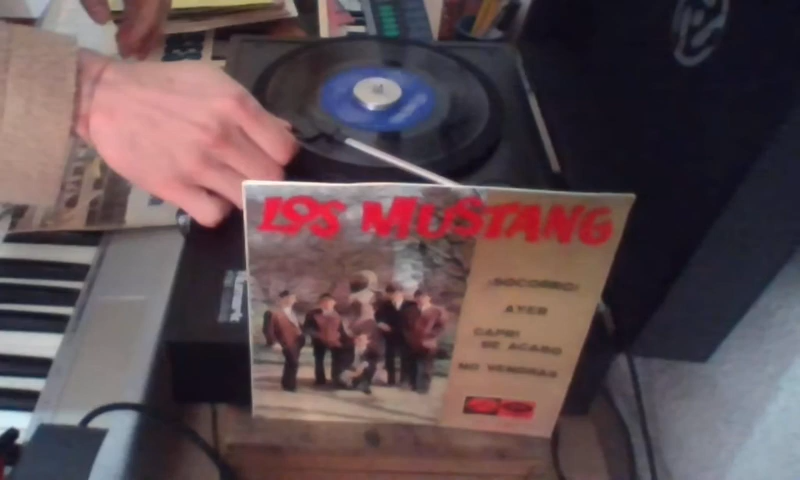 LOS MUSTANG
¡SOCORRO!
AYER
CAPRI
SE ACABO
NO VENDRAS